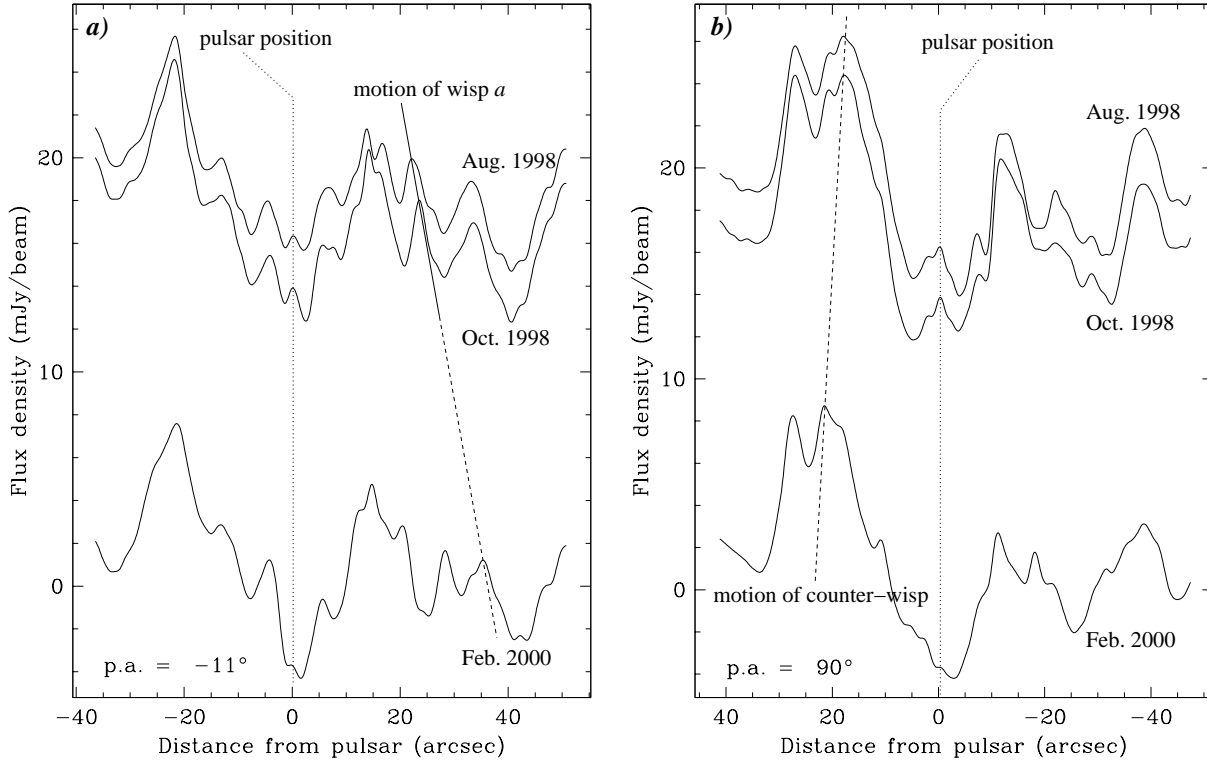 a)
pulsar position
motion of wisp a
Aug. 1998
Oct. 1998
Feb. 2000
p.a. = −11°
20
10
0
−40 −20 0 20 40
Flux density (mJy/beam)
Distance from pulsar (arcsec)
b)
pulsar position
Aug. 1998
Oct. 1998
motion of counter−wisp
Feb. 2000
p.a. = 90°
20
10
0
40 20 0 −20 −40
Flux density (mJy/beam)
Distance from pulsar (arcsec)